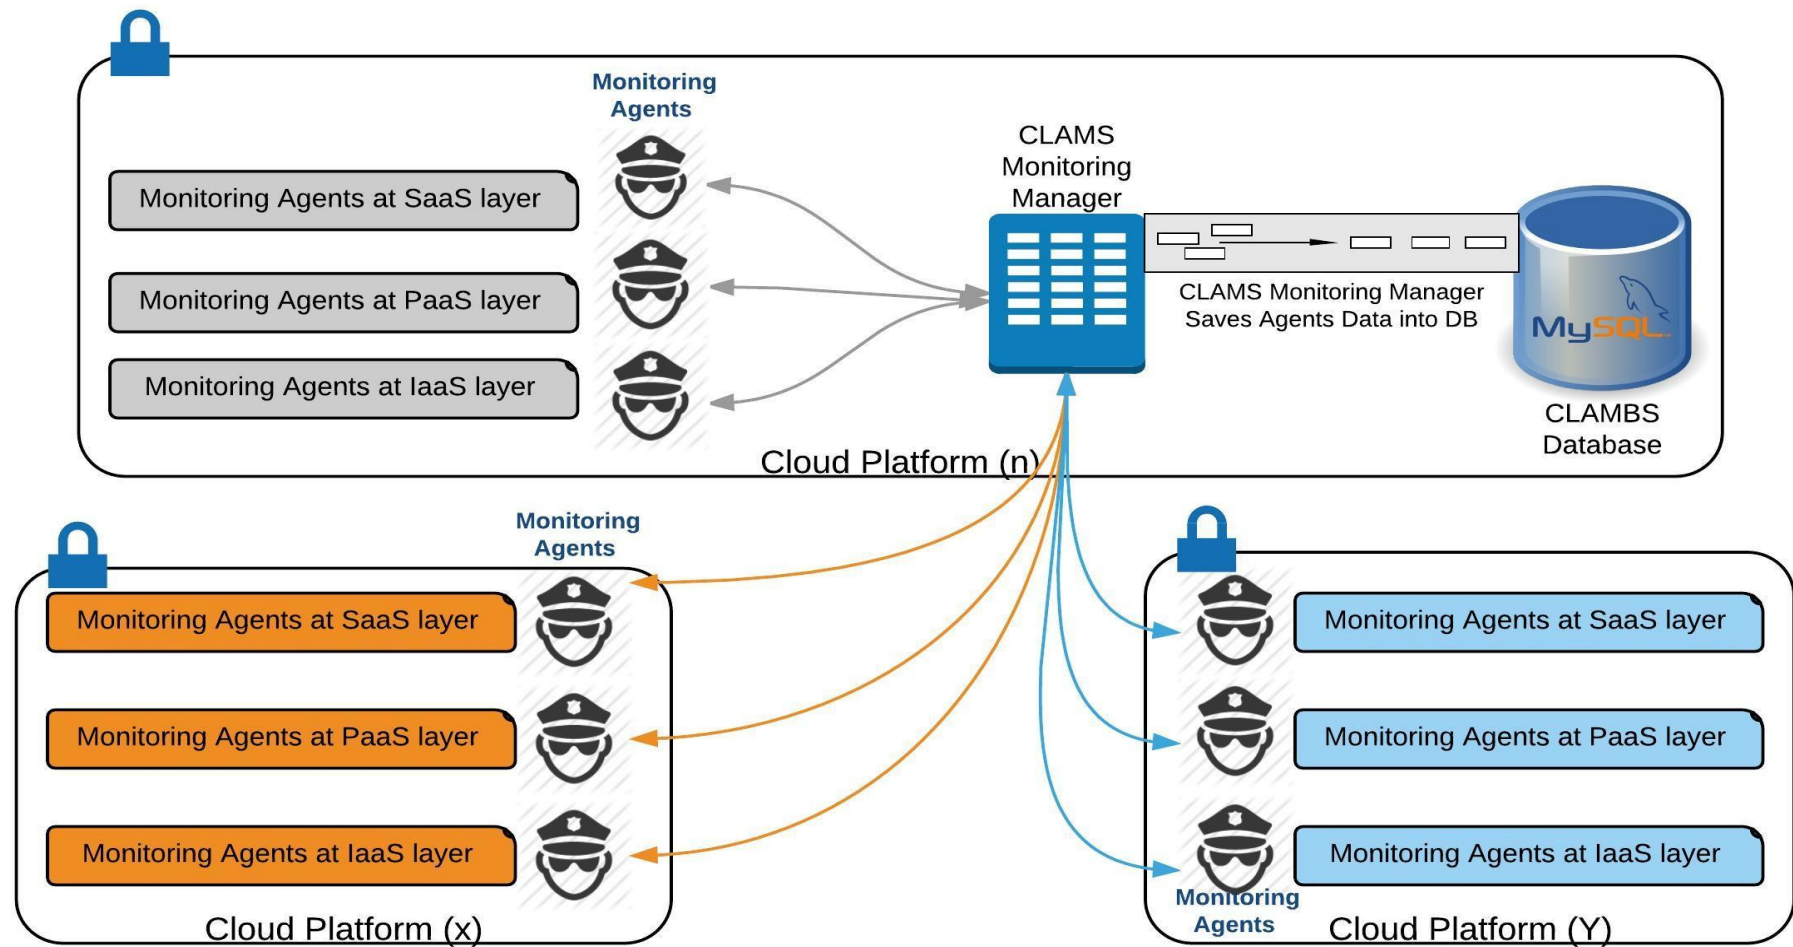 Monitoring
Agents
CLAMS
Monitoring
Manager
Monitoring Agents at SaaS layer
Monitoring Agents at PaaS layer
Monitoring Agents at IaaS layer
CLAMS Monitoring Manager
Saves Agents Data into DB
MySQL
CLAMBS
Database
Cloud Platform (n)
Monitoring
Agents
Monitoring Agents at SaaS layer
Monitoring Agents at PaaS layer
Monitoring Agents at IaaS layer
Cloud Platform (x)
Monitoring Agents at SaaS layer
Monitoring Agents at PaaS layer
Monitoring Agents at IaaS layer
Monitoring
Agents
Cloud Platform (Y)